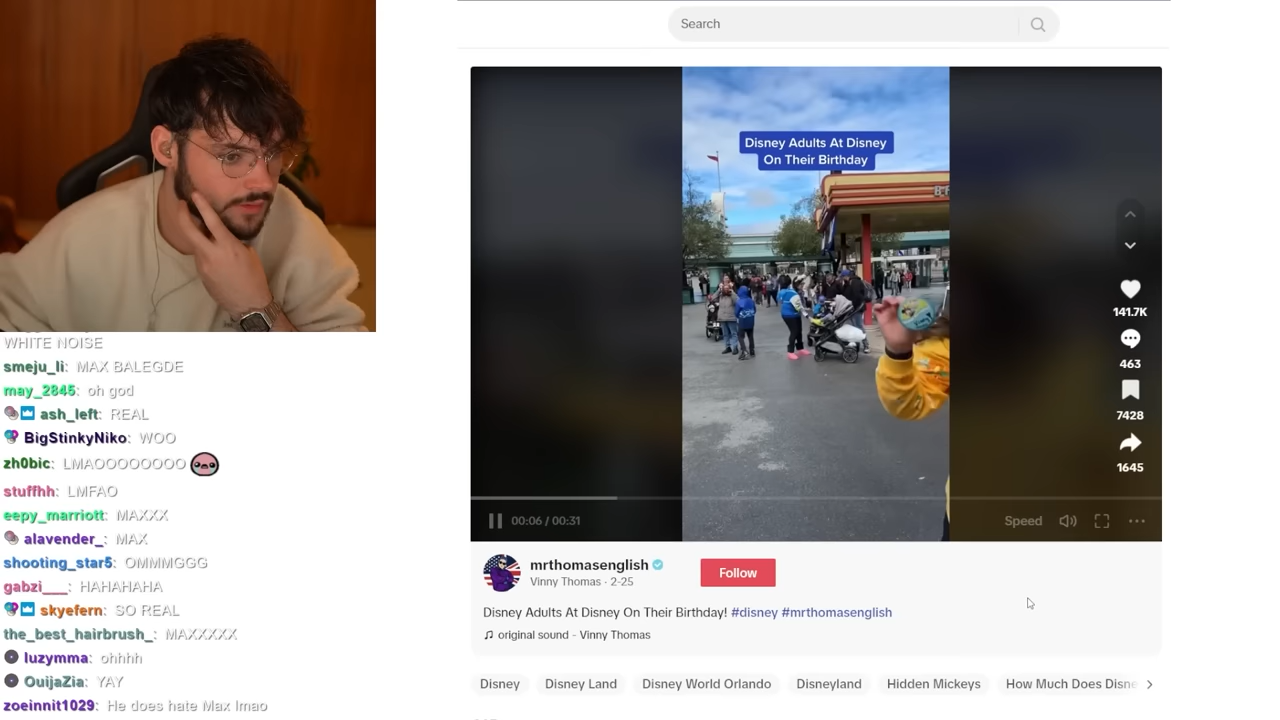 WHITE NOISE
smeju_li: MAX BALEGDE
may_2845: oh god
ash_left: REAL
BigStinkyNiko: WOO
zh0bic: LMAOOOOOOOO
stuffhh: LMFAO
eepy_marriott: MAXXX
alavender_: MAX
shooting_star5: OMMMGGG
gabzi___: HAHAHAHA
skyefern: SO REAL
the_best_hairbrush_: MAXXXXX
luzymma: ohhhh
OuijaZia: YAY
zoeinnit1029: He does hate Max lmao
Search
Disney Adults At Disney
On Their Birthday
141.7K
463
7428
1645
00:06 / 00:31
Speed
mrthomasenglish
Vinny Thomas · 2-25
Follow
Disney Adults At Disney On Their Birthday! #disney #mrthomasenglish
original sound - Vinny Thomas
Disney
Disney Land
Disney World Orlando
Disneyland
Hidden Mickeys
How Much Does Disne